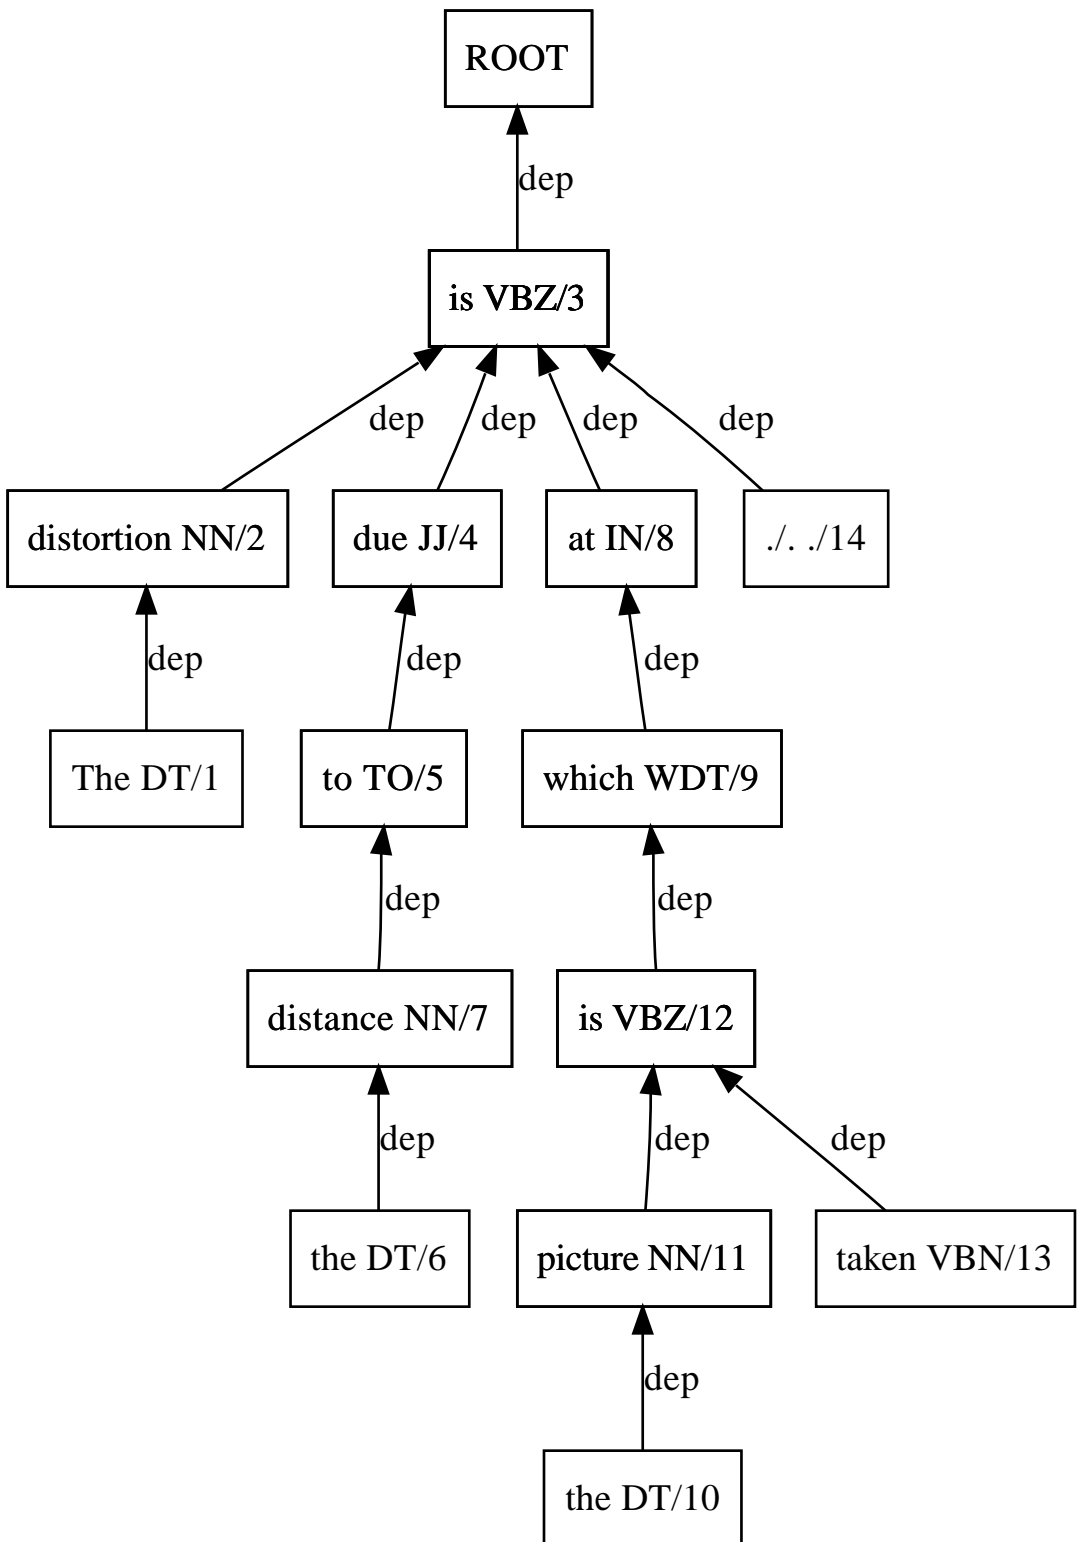 ROOT
dep
is VBZ/3
dep dep dep dep
distortion NN/2 due JJ/4 at IN/8 ./. ./14
dep dep dep
The DT/1 to TO/5 which WDT/9
dep dep
distance NN/7 is VBZ/12
dep dep dep
the DT/6 picture NN/11 taken VBN/13
dep
the DT/10